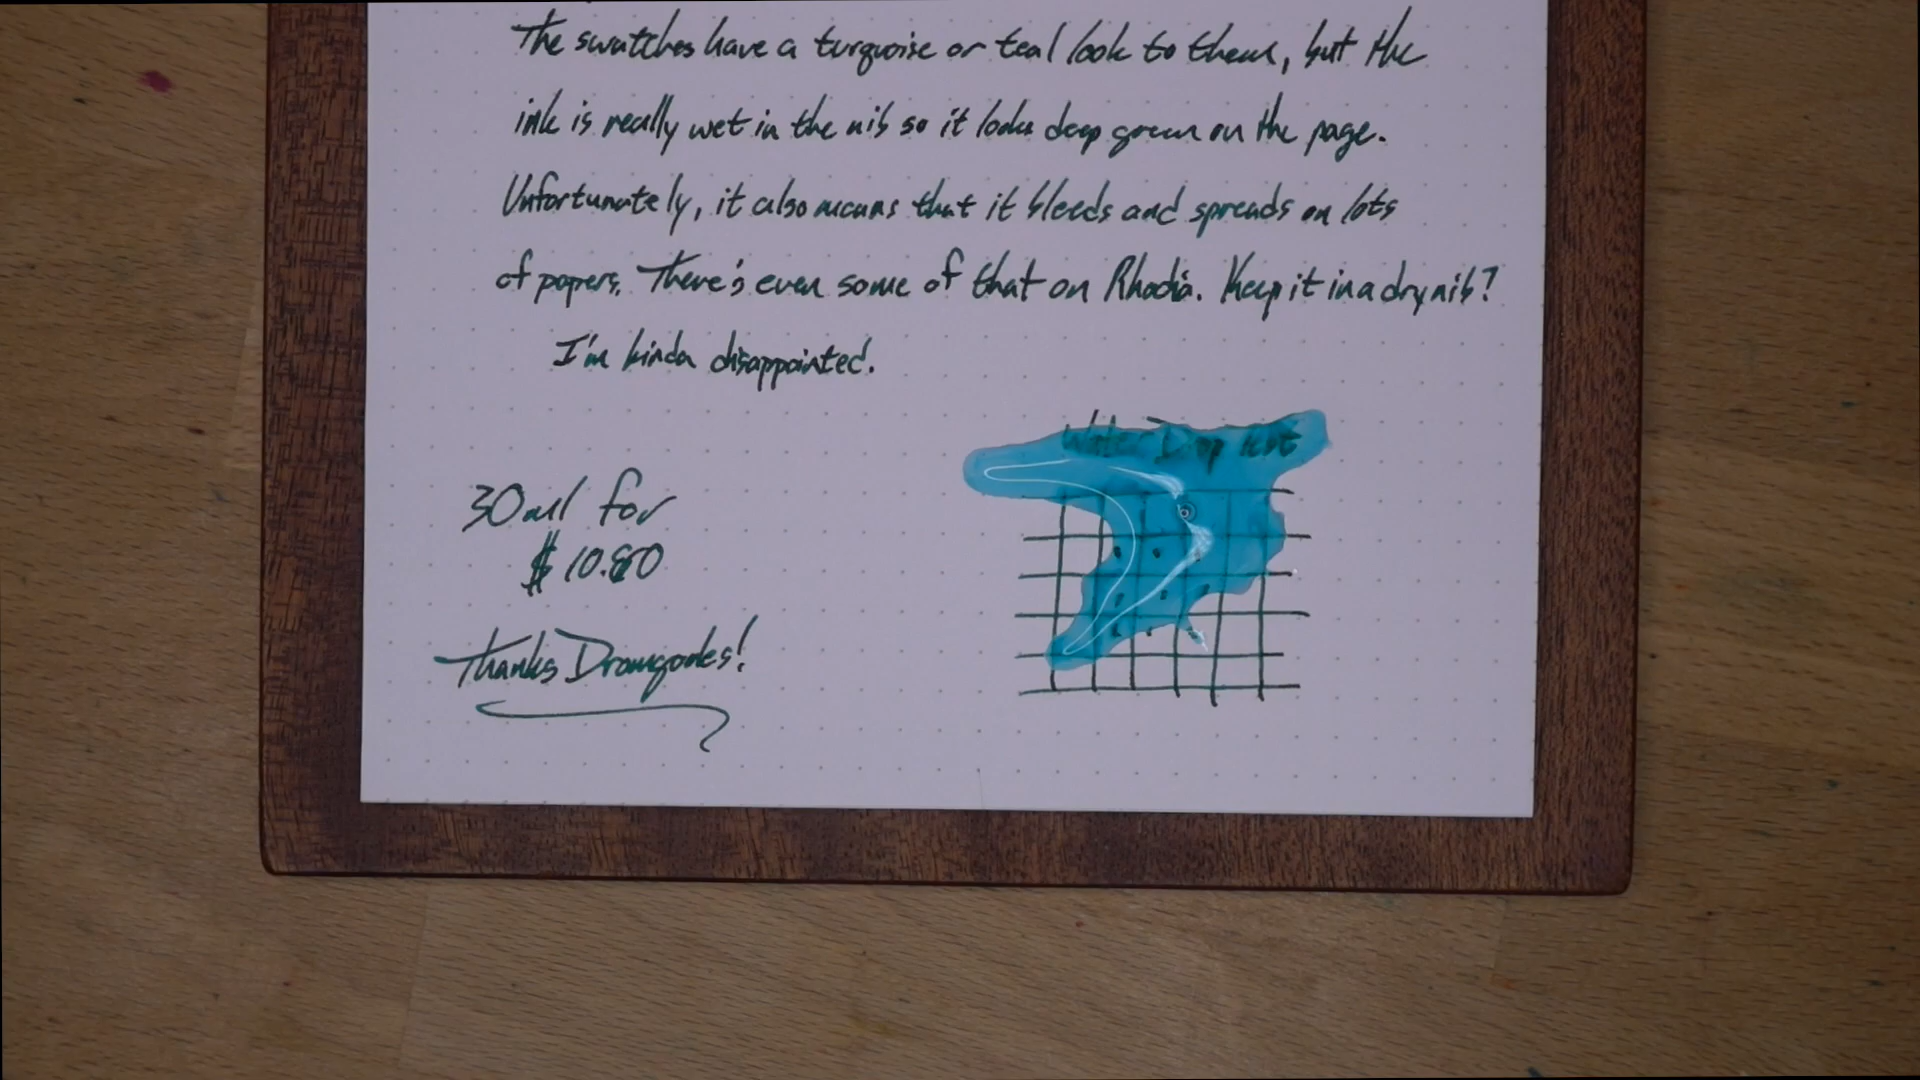 The swatches have a turquoise or teal look to them, but the
ink is really wet in the nib so it looks deep green on the page.
Unfortunately, it also means that it bleeds and spreads on lots
of papers. There's even some of that on Rhodia. Keep it in a dry nib?
I'm kinda disappointed.
Water Drop Test
30ml for
$10.80
Thanks Dromgooles!